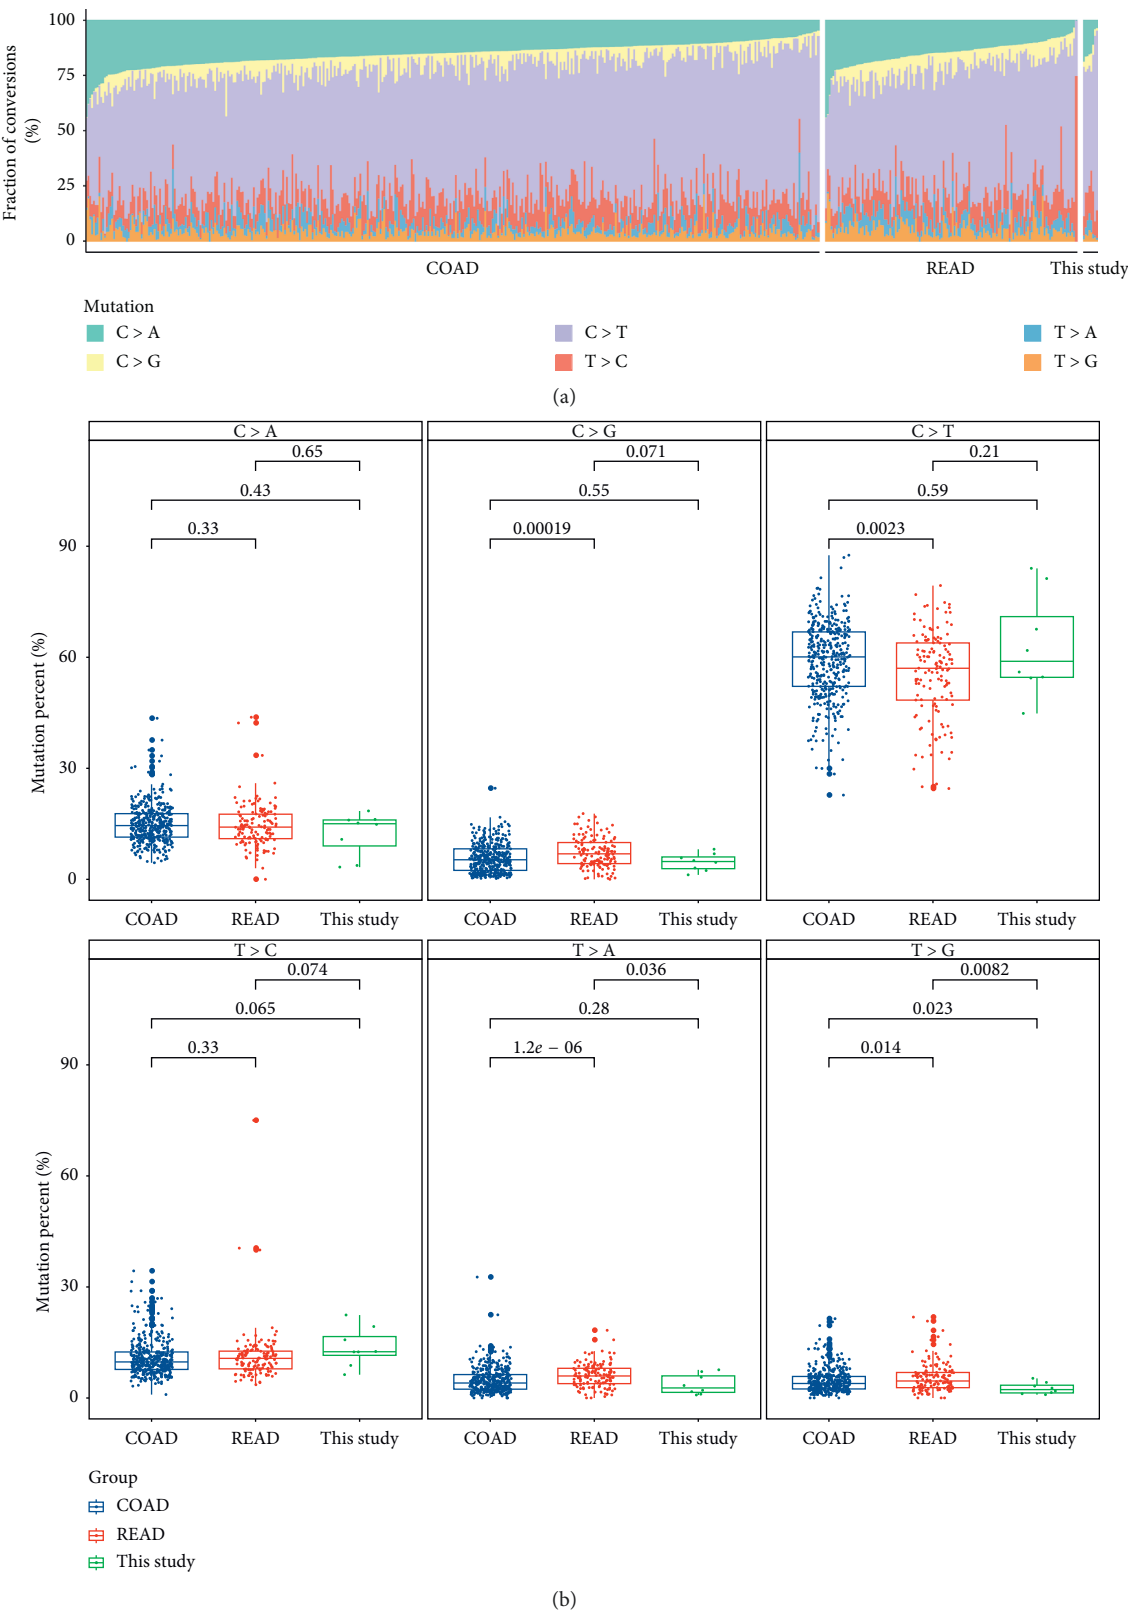 Fraction of conversions
(%)
100
75
50
25
0
COAD READ This study
Mutation
C > A C > T T > A
C > G T > C T > G
(a)
C > A C > G C > T
0.65 0.071 0.21
0.43 0.55 0.59
0.33 0.00019 0.0023
Mutation percent (%)
90
60
30
0
COAD READ This study COAD READ This study COAD READ This study
T > C T > A T > G
0.074 0.036 0.0082
0.065 0.28 0.023
0.33 1.2e − 06 0.014
Mutation percent (%)
90
60
30
0
COAD READ This study COAD READ This study COAD READ This study
Group
COAD
READ
This study
(b)